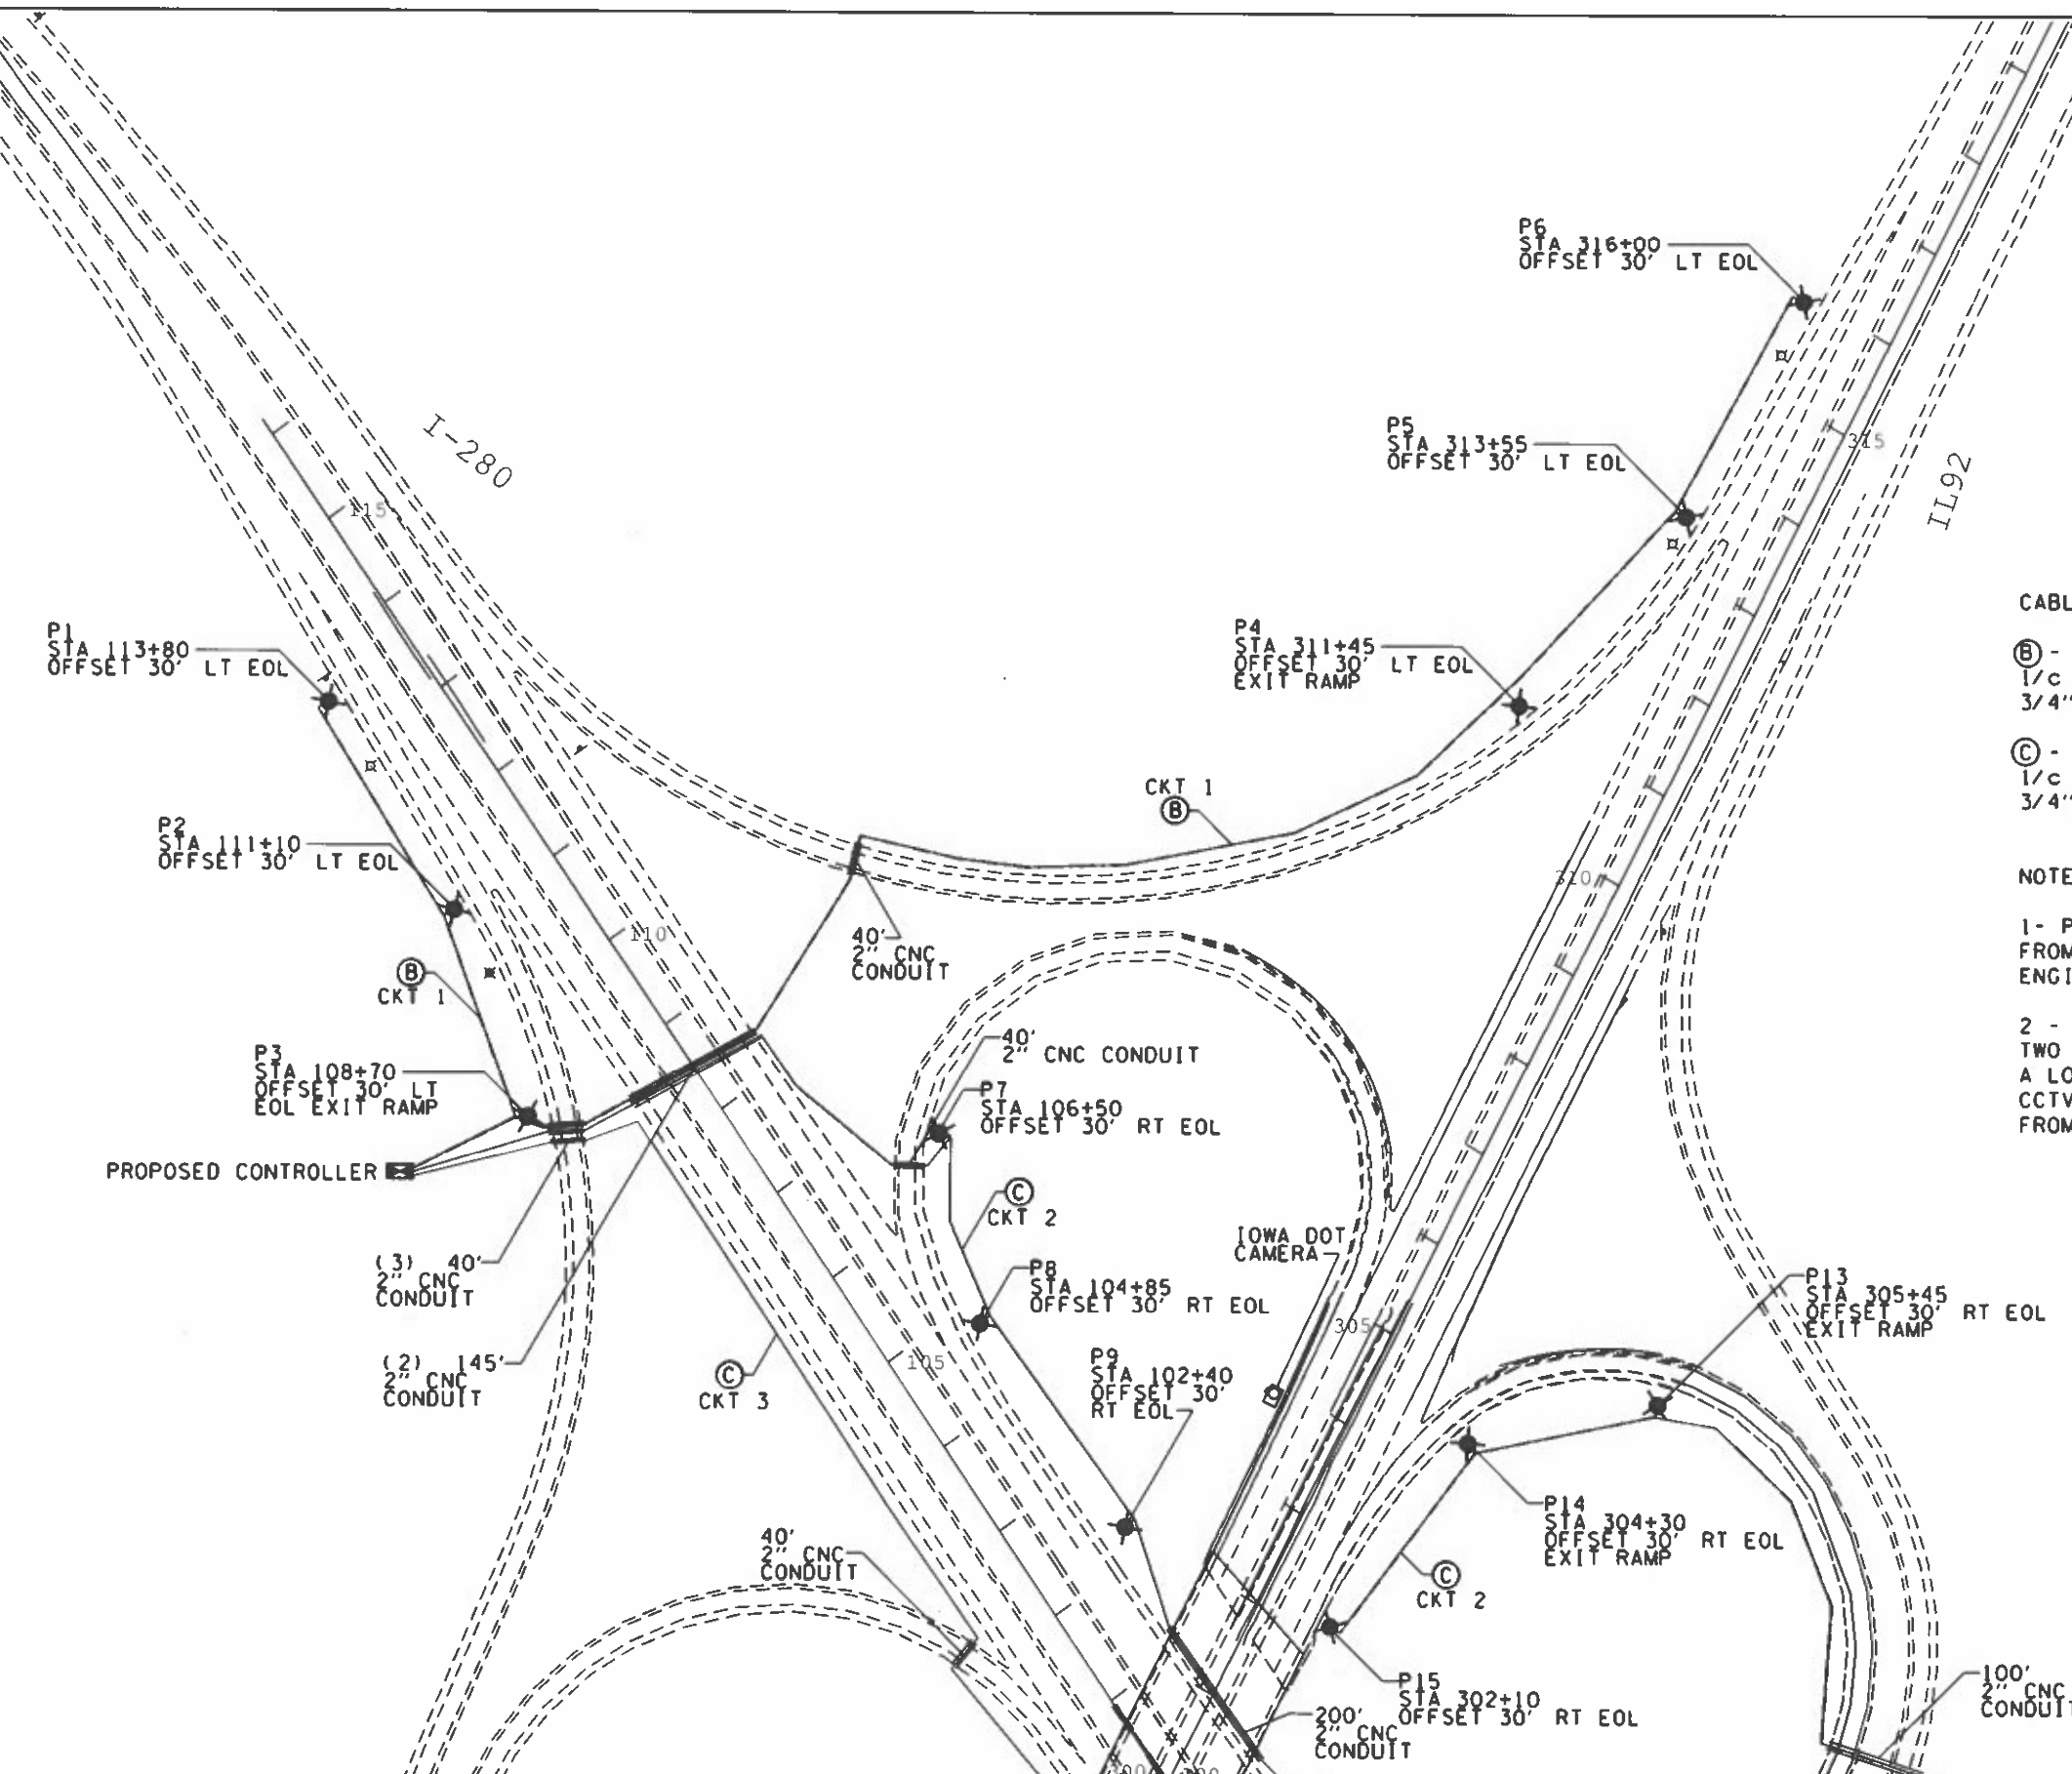 I-280
IL92
P6
STA 316+00
OFFSET 30' LT EOL
P5
STA 313+55
OFFSET 30' LT EOL
315
115
P4
STA 311+45
OFFSET 30' LT EOL
EXIT RAMP
P1
STA 113+80
OFFSET 30' LT EOL
CKT 1
B
P2
STA 111+10
OFFSET 30' LT EOL
310
110
40'
2" CNC
CONDUIT
B
CKT 1
P3
STA 108+70
OFFSET 30' LT
EOL EXIT RAMP
40'
2" CNC CONDUIT
P7
STA 106+50
OFFSET 30' RT EOL
PROPOSED CONTROLLER
C
CKT 2
IOWA DOT
CAMERA
(3) 40'
2" CNC
CONDUIT
P8
STA 104+85
OFFSET 30' RT EOL
P13
STA 305+45
OFFSET 30' RT EOL
EXIT RAMP
305
105
(2) 145'
2" CNC
CONDUIT
C
CKT 3
P9
STA 102+40
OFFSET 30'
RT EOL
P14
STA 304+30
OFFSET 30' RT EOL
EXIT RAMP
40'
2" CNC
CONDUIT
C
CKT 2
P15
STA 302+10
OFFSET 30' RT EOL
200'
2" CNC
CONDUIT
100'
2" CNC
CONDUIT
CABL
B -
1/c
3/4"
C -
1/c
3/4"
NOTE
1- P
FROM
ENGI
2 -
TWO
A LO
CCTV
FROM